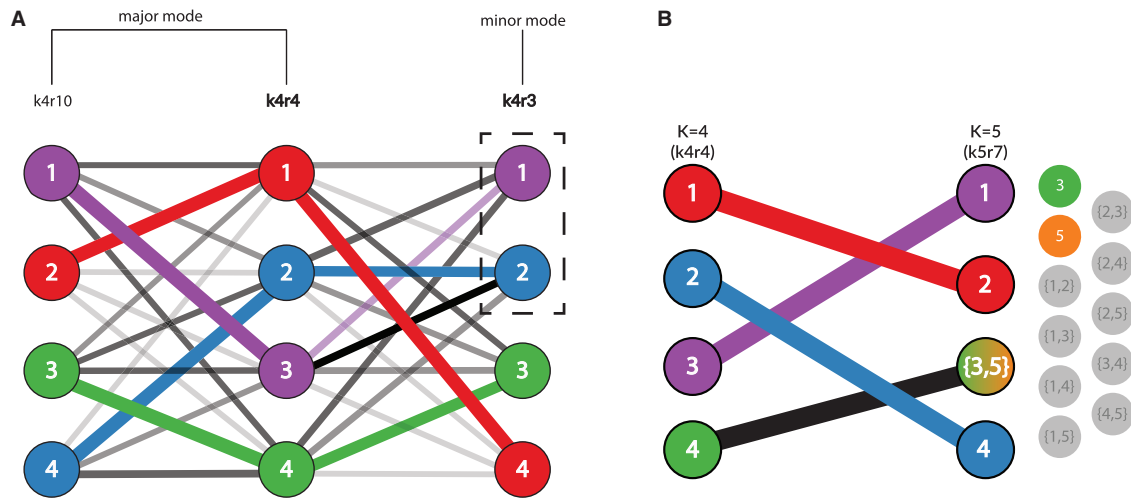 A
major mode
minor mode
k4r10
k4r4
k4r3
1
1
1
2
2
2
3
3
3
4
4
4
B
K=4
(k4r4)
K=5
(k5r7)
1
1
2
2
3
{3,5}
4
4
3
{2,3}
5
{2,4}
{1,2}
{2,5}
{1,3}
{3,4}
{1,4}
{4,5}
{1,5}